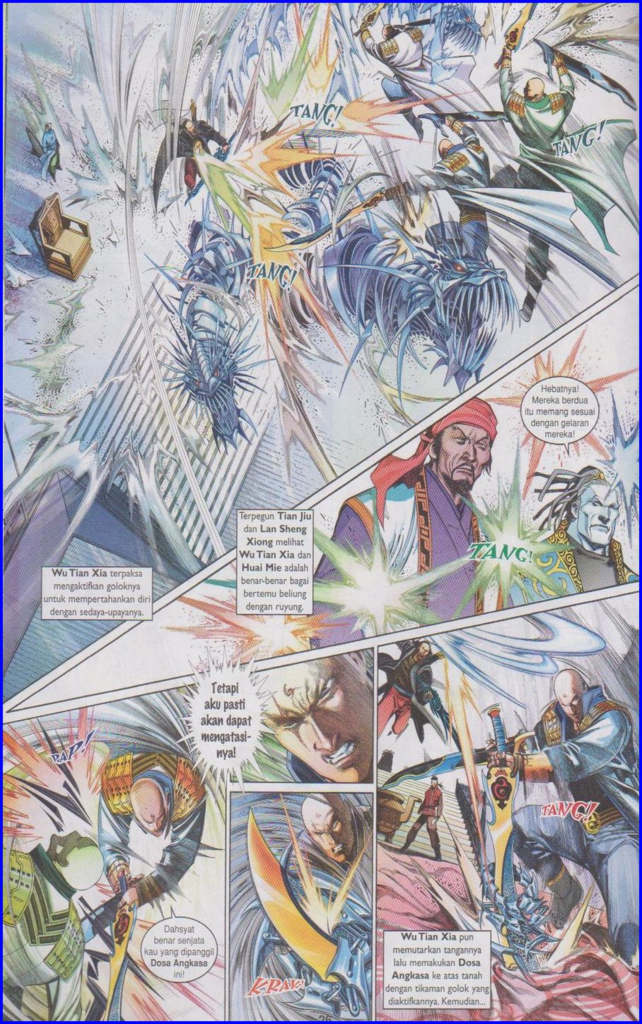 TANG!
TANG!
TANG!
Hebatnya!
Mereka berdua
itu memang sesuai
dengan gelaran
mereka!
Terpegun Tian Jiu
dan Lan Sheng
Xiong melihat
Wu Tian Xia dan
Huai Mie adalah
benar-benar bagai
bertemu beliung
dengan ruyung.
TANG!
Wu Tian Xia terpaksa
mengaktifkan goloknya
untuk mempertahankan diri
dengan sedaya-upayanya.
Tetapi
aku pasti
akan dapat
mengatasi-
nya!
PAP!
Dahsyat
benar senjata
kau yang dipanggil
Dosa Angkasa
ini!
KRAK!
TANG!
Wu Tian Xia pun
memutarkan tangannya
lalu memakukan Dosa
Angkasa ke atas tanah
dengan tikaman golok yang
diaktifkannya. Kemudian...
26